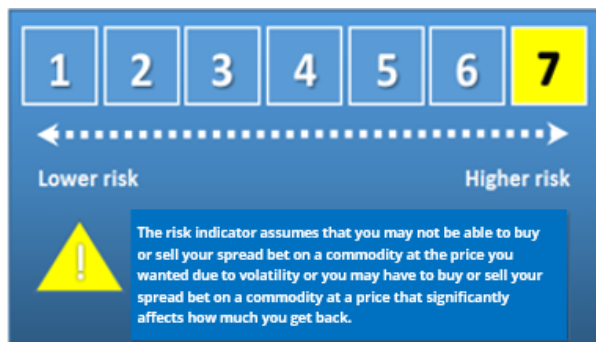 1 2 3 4 5 6 7
Lower risk Higher risk
!
The risk indicator assumes that you may not be able to buy
or sell your spread bet on a commodity at the price you
wanted due to volatility or you may have to buy or sell your
spread bet on a commodity at a price that significantly
affects how much you get back.